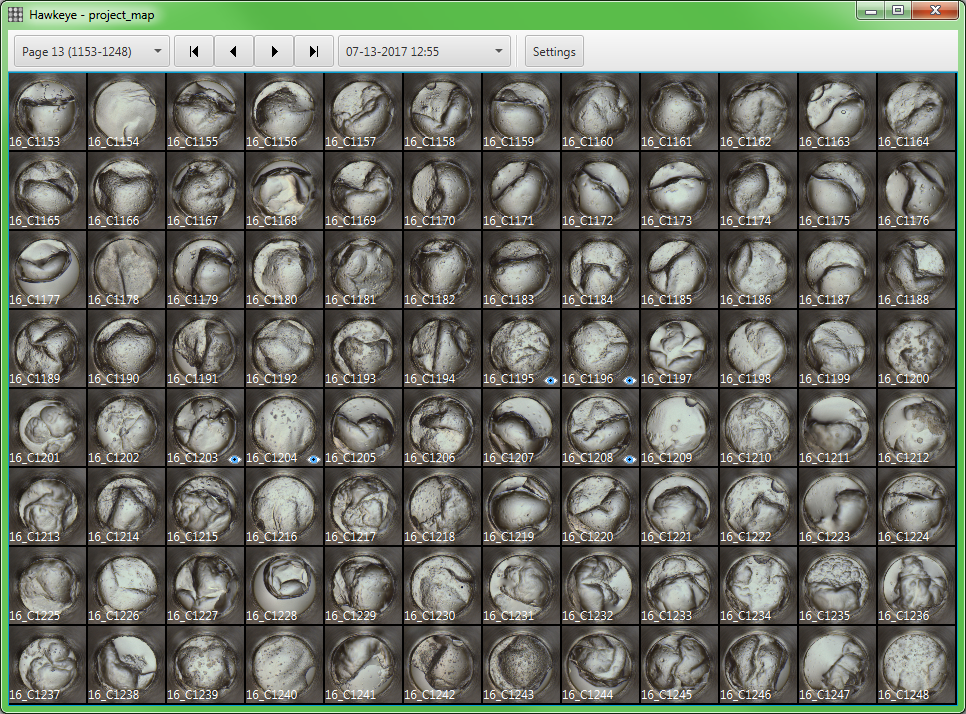 Hawkeye - project_map
Page 13 (1153-1248) 07-13-2017 12:55 Settings
16_C1153 16_C1154 16_C1155 16_C1156 16_C1157 16_C1158 16_C1159 16_C1160 16_C1161 16_C1162 16_C1163 16_C1164
16_C1165 16_C1166 16_C1167 16_C1168 16_C1169 16_C1170 16_C1171 16_C1172 16_C1173 16_C1174 16_C1175 16_C1176
16_C1177 16_C1178 16_C1179 16_C1180 16_C1181 16_C1182 16_C1183 16_C1184 16_C1185 16_C1186 16_C1187 16_C1188
16_C1189 16_C1190 16_C1191 16_C1192 16_C1193 16_C1194 16_C1195 16_C1196 16_C1197 16_C1198 16_C1199 16_C1200
16_C1201 16_C1202 16_C1203 16_C1204 16_C1205 16_C1206 16_C1207 16_C1208 16_C1209 16_C1210 16_C1211 16_C1212
16_C1213 16_C1214 16_C1215 16_C1216 16_C1217 16_C1218 16_C1219 16_C1220 16_C1221 16_C1222 16_C1223 16_C1224
16_C1225 16_C1226 16_C1227 16_C1228 16_C1229 16_C1230 16_C1231 16_C1232 16_C1233 16_C1234 16_C1235 16_C1236
16_C1237 16_C1238 16_C1239 16_C1240 16_C1241 16_C1242 16_C1243 16_C1244 16_C1245 16_C1246 16_C1247 16_C1248